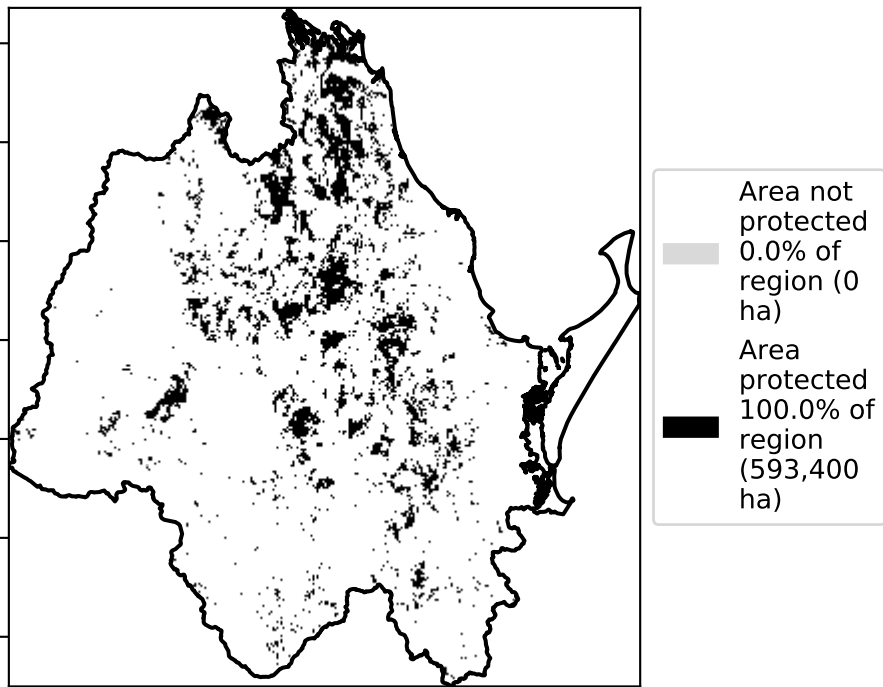 Area not
protected
0.0% of
region (0
ha)
Area
protected
100.0% of
region
(593,400
ha)